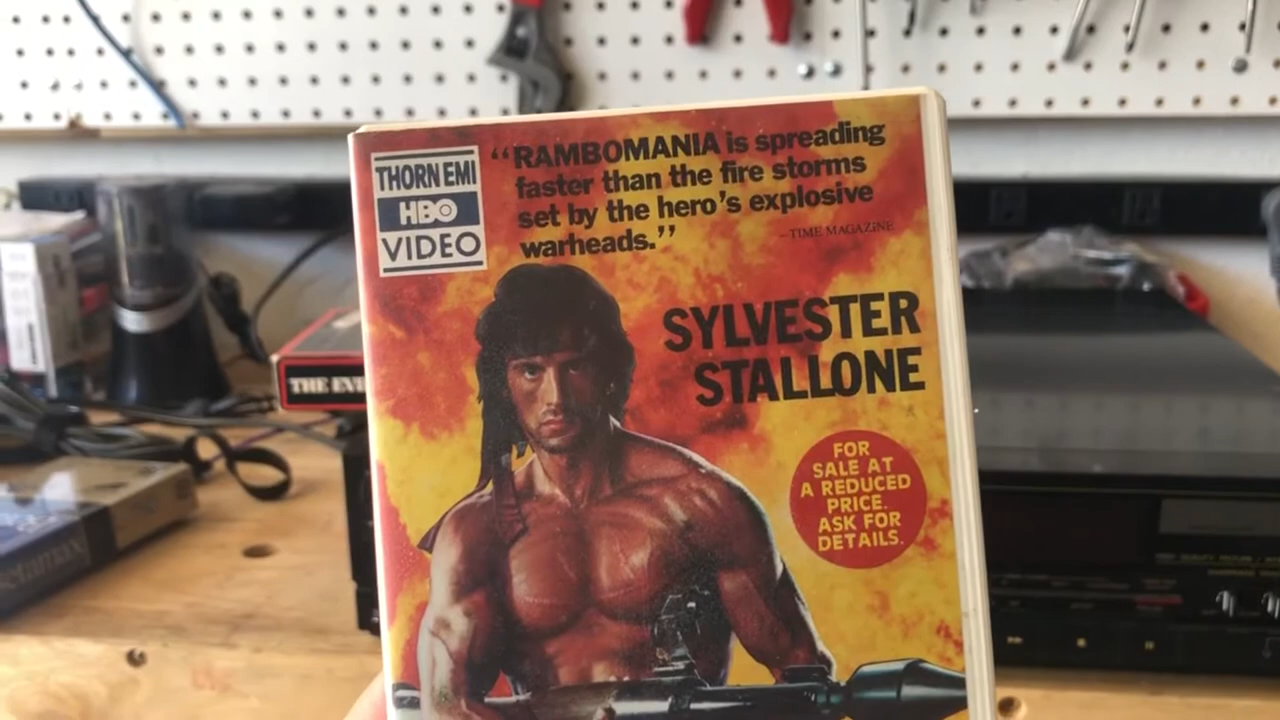 THORN EMI
HBO
VIDEO
“RAMBOMANIA is spreading
faster than the fire storms
set by the hero's explosive
warheads.”
—TIME MAGAZINE
SYLVESTER
STALLONE
FOR
SALE AT
A REDUCED
PRICE.
ASK FOR
DETAILS.
THE